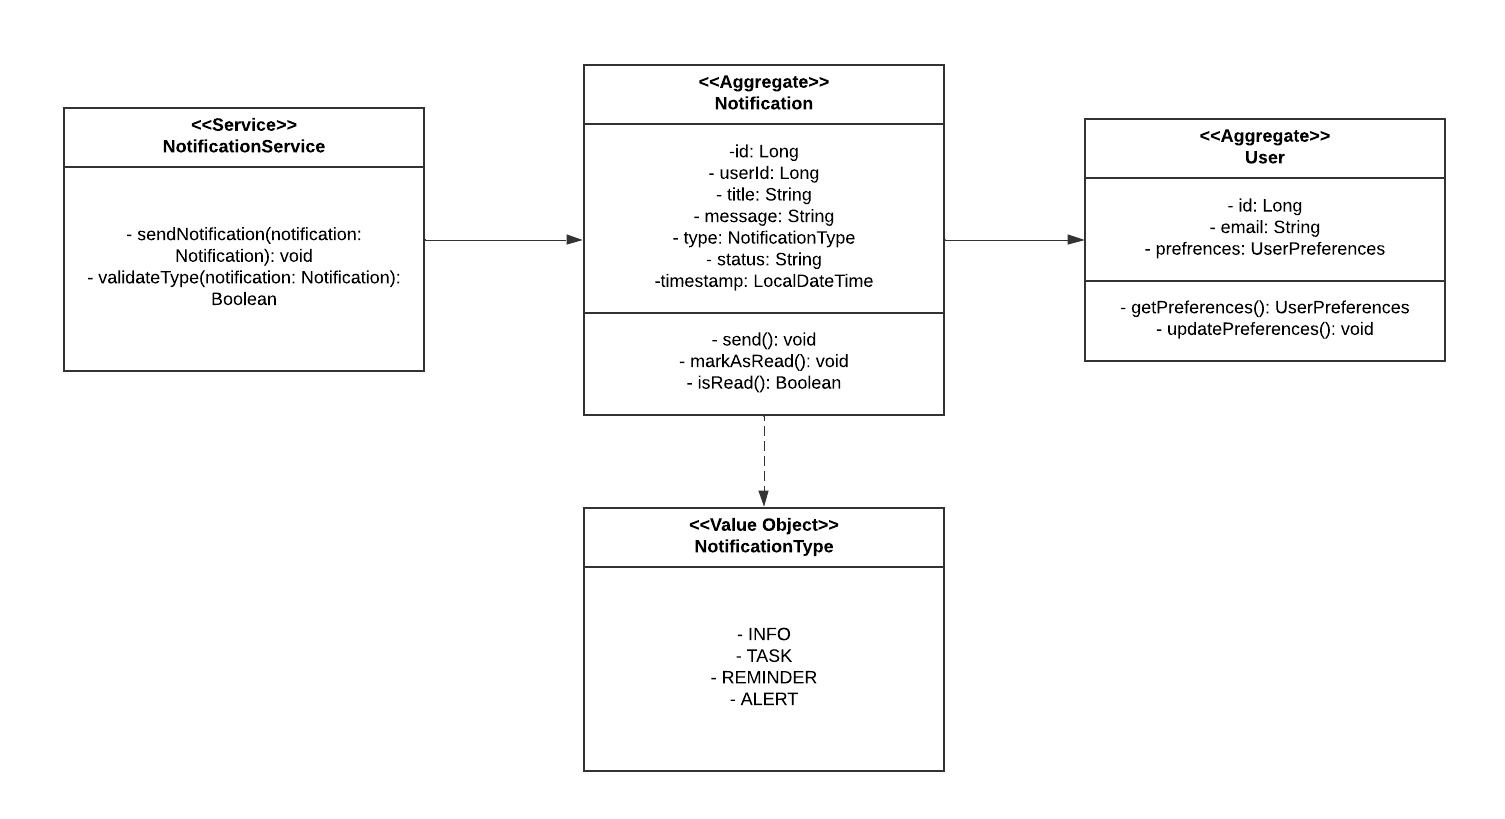 <<Service>>
NotificationService
- sendNotification(notification:
Notification): void
- validateType(notification: Notification):
Boolean
<<Aggregate>>
Notification
-id: Long
- userId: Long
- title: String
- message: String
- type: NotificationType
- status: String
-timestamp: LocalDateTime
- send(): void
- markAsRead(): void
- isRead(): Boolean
<<Aggregate>>
User
- id: Long
- email: String
- prefrences: UserPreferences
- getPreferences(): UserPreferences
- updatePreferences(): void
<<Value Object>>
NotificationType
- INFO
- TASK
- REMINDER
- ALERT